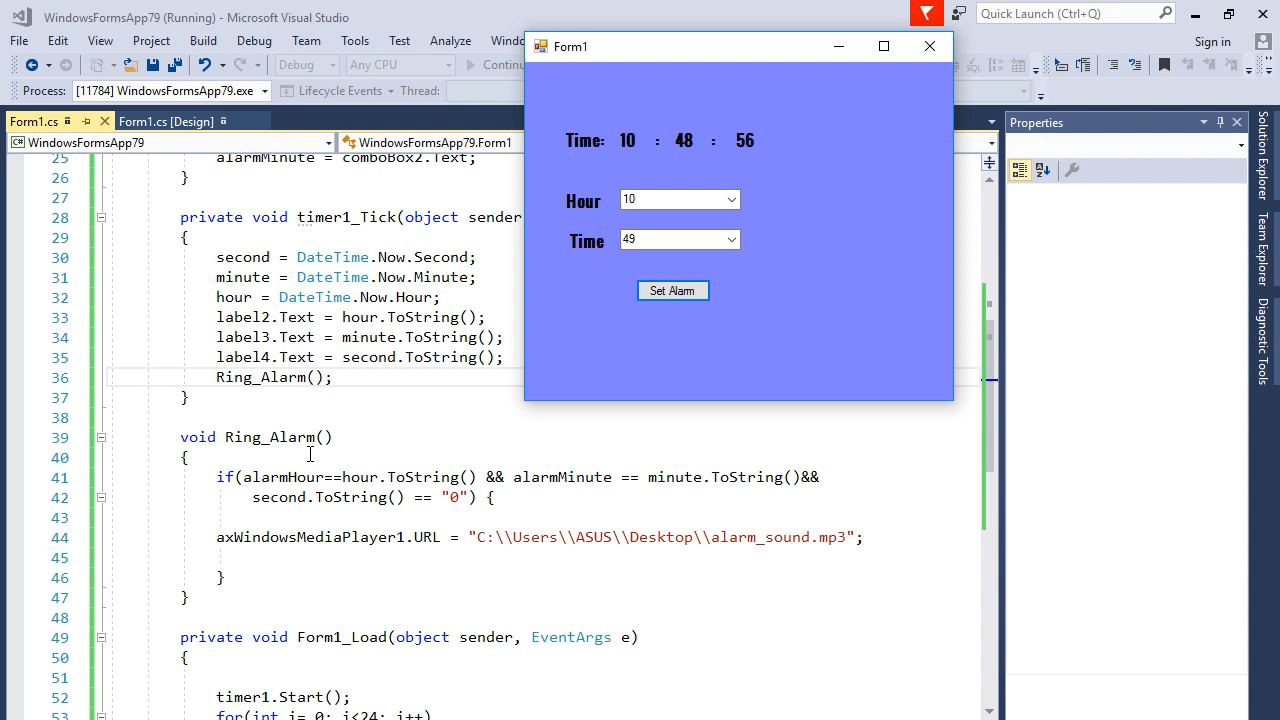 WindowsFormsApp79 (Running) - Microsoft Visual Studio
Quick Launch (Ctrl+Q)
File Edit View Project Build Debug Team Tools Test Analyze
Sign in
Debug Any CPU
Process: [11784] WindowsFormsApp79.exe Lifecycle Events Thread:
Form1.cs
Form1.cs [Design]
WindowsFormsApp79
WindowsFormsApp79.Form1
25 alarmMinute = comboBox2.Text;
26 }
27
28 private void timer1_Tick(object sender
29 {
30 second = DateTime.Now.Second;
31 minute = DateTime.Now.Minute;
32 hour = DateTime.Now.Hour;
33 label2.Text = hour.ToString();
34 label3.Text = minute.ToString();
35 label4.Text = second.ToString();
36 Ring_Alarm();
37 }
38
39 void Ring_Alarm()
40 {
41 if(alarmHour==hour.ToString() && alarmMinute == minute.ToString()&&
42 second.ToString() == "0") {
43
44 axWindowsMediaPlayer1.URL = "C:\\Users\\ASUS\\Desktop\\alarm_sound.mp3";
45
46 }
47 }
48
49 private void Form1_Load(object sender, EventArgs e)
50 {
51
52 timer1.Start();
53 for(int i= 0; i<24; i++)
Form1
Time: 10 : 48 : 56
Hour 10
Time 49
Set Alarm
Properties
Solution Explorer
Team Explorer
Diagnostic Tools